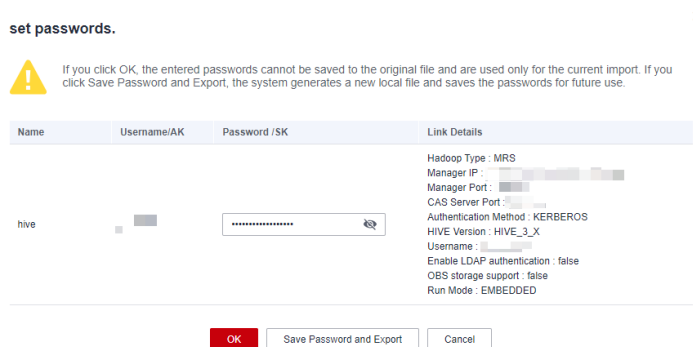 set passwords.
If you click OK, the entered passwords cannot be saved to the original file and are used only for the current import. If you
click Save Password and Export, the system generates a new local file and saves the passwords for future use.
Name Username/AK Password /SK Link Details
Hadoop Type : MRS
Manager IP :
Manager Port :
CAS Server Port :
Authentication Method : KERBEROS
hive •••••••••••••••••• HIVE Version : HIVE_3_X
Username :
Enable LDAP authentication : false
OBS storage support : false
Run Mode : EMBEDDED
OK Save Password and Export Cancel